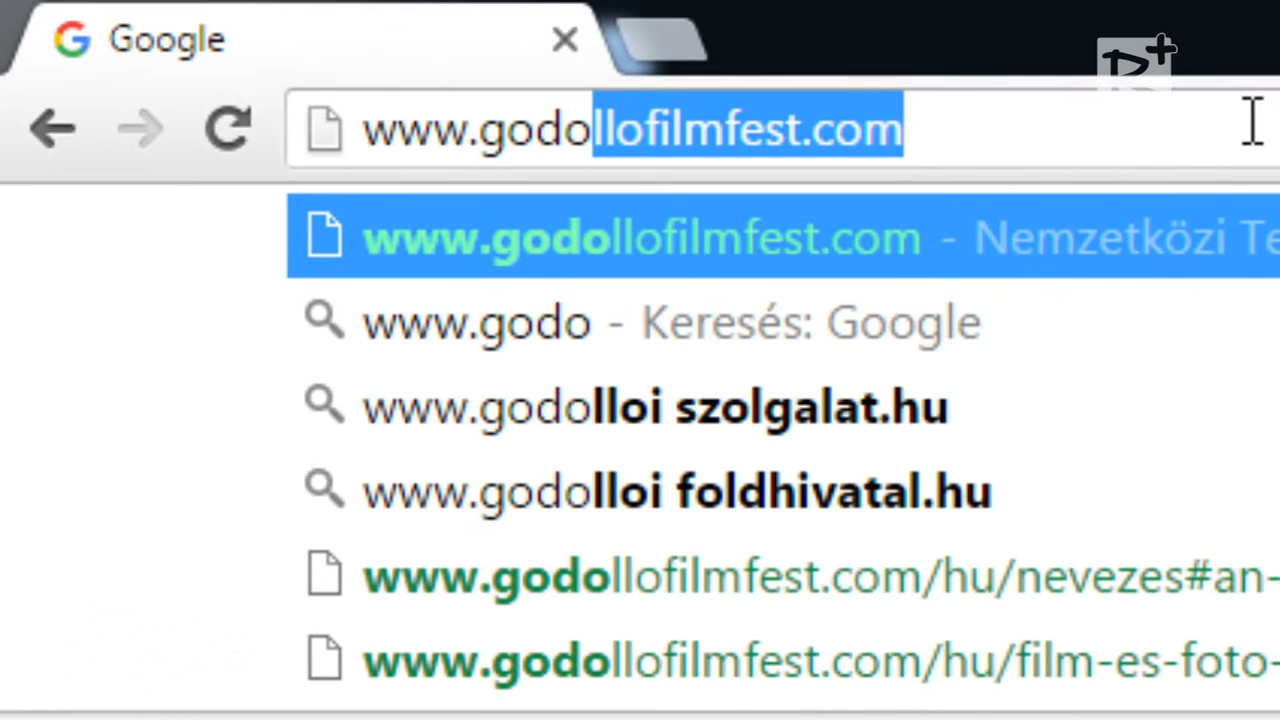 Google
R+
www.godollofilmfest.com
www.godollofilmfest.com - Nemzetközi Te
www.godo - Keresés: Google
www.godolloi szolgalat.hu
www.godolloi foldhivatal.hu
www.godollofilmfest.com/hu/nevezes#an-
www.godollofilmfest.com/hu/film-es-foto-